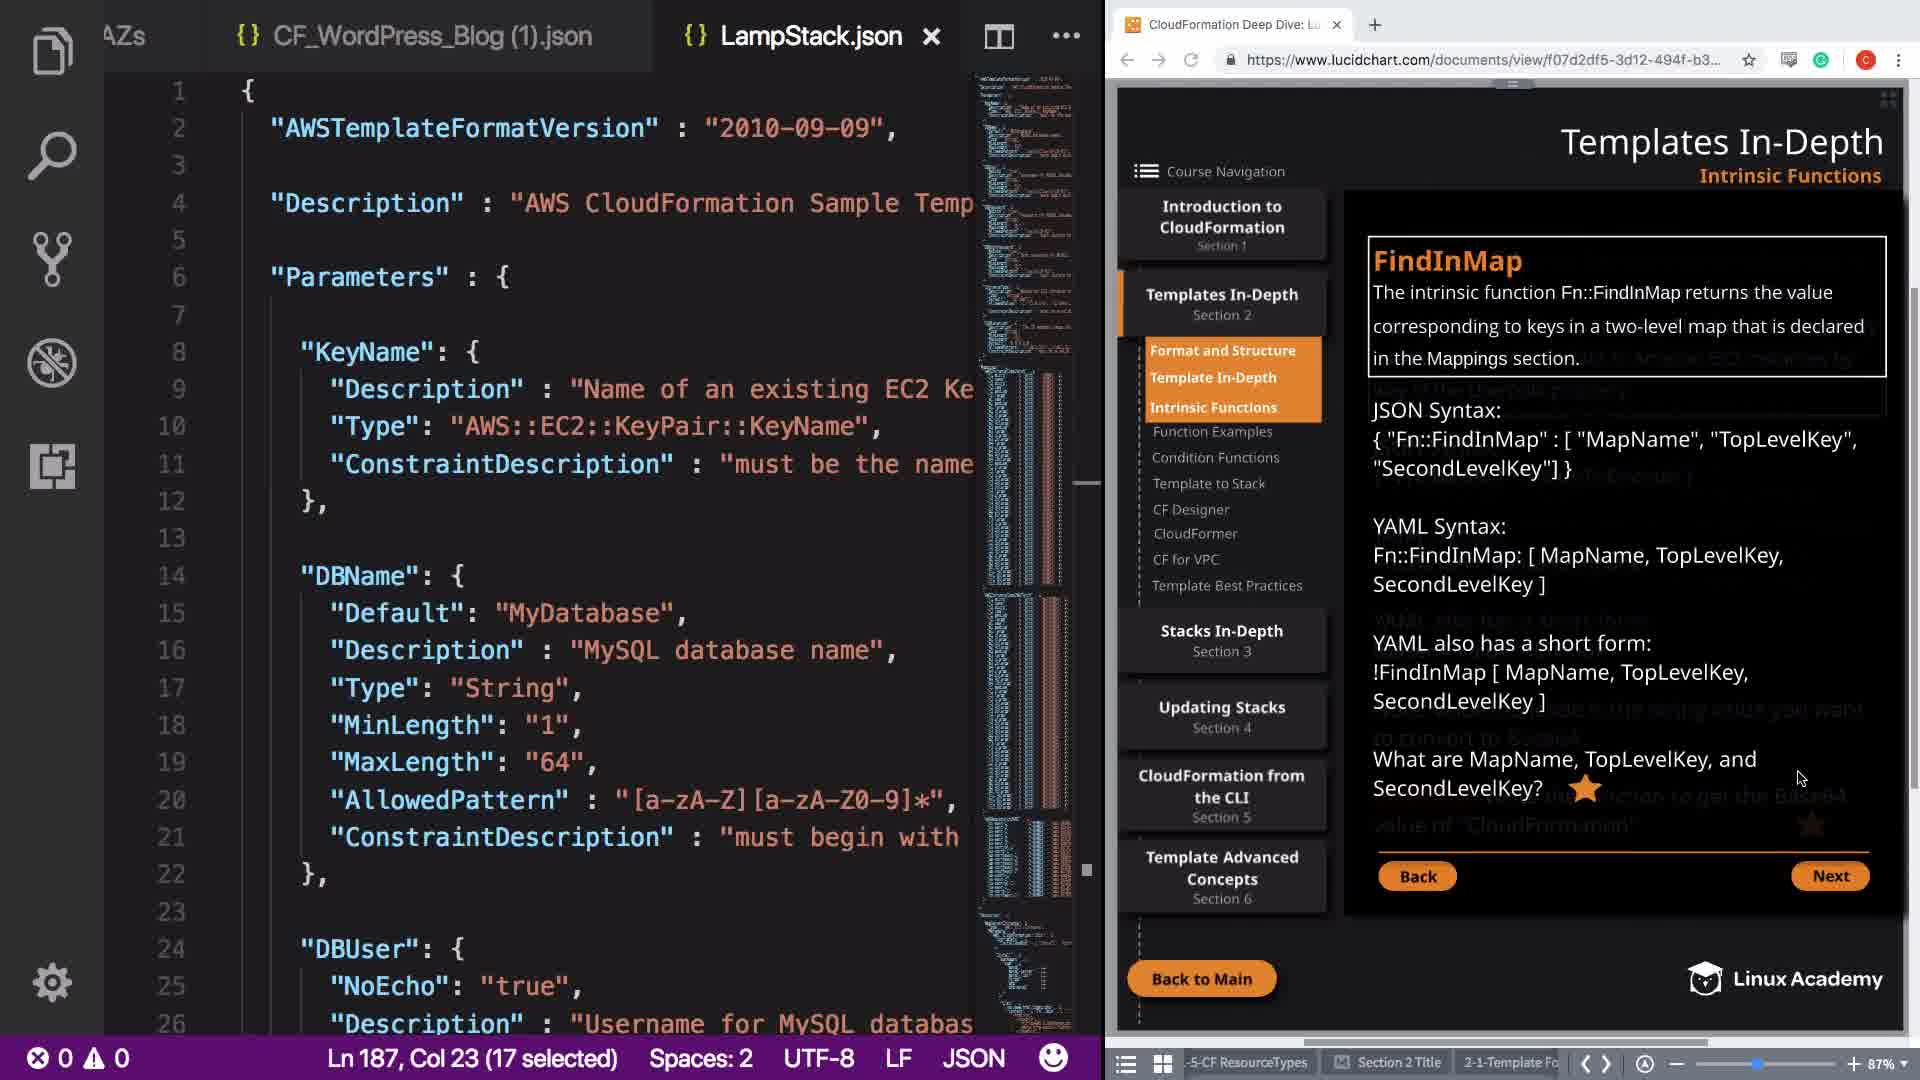 AZs
{} CF_WordPress_Blog (1).json
{} LampStack.json
1 {
2 "AWSTemplateFormatVersion" : "2010-09-09",
3
4 "Description" : "AWS CloudFormation Sample Temp
5
6 "Parameters" : {
7
8 "KeyName": {
9 "Description" : "Name of an existing EC2 Ke
10 "Type": "AWS::EC2::KeyPair::KeyName",
11 "ConstraintDescription" : "must be the name
12 },
13
14 "DBName": {
15 "Default": "MyDatabase",
16 "Description" : "MySQL database name",
17 "Type": "String",
18 "MinLength": "1",
19 "MaxLength": "64",
20 "AllowedPattern" : "[a-zA-Z][a-zA-Z0-9]*",
21 "ConstraintDescription" : "must begin with
22 },
23
24 "DBUser": {
25 "NoEcho": "true",
26 "Description" : "Username for MySQL databas
0 0
Ln 187, Col 23 (17 selected)
Spaces: 2
UTF-8
LF
JSON
CloudFormation Deep Dive: Lu
https://www.lucidchart.com/documents/view/f07d2df5-3d12-494f-b3...
C
Templates In-Depth
Intrinsic Functions
Course Navigation
Introduction to
CloudFormation
Section 1
Templates In-Depth
Section 2
Format and Structure
Template In-Depth
Intrinsic Functions
Function Examples
Condition Functions
Template to Stack
CF Designer
CloudFormer
CF for VPC
Template Best Practices
Stacks In-Depth
Section 3
Updating Stacks
Section 4
CloudFormation from
the CLI
Section 5
Template Advanced
Concepts
Section 6
Back to Main
FindInMap
The intrinsic function Fn::FindInMap returns the value
corresponding to keys in a two-level map that is declared
in the Mappings section.
JSON Syntax:
{ "Fn::FindInMap" : [ "MapName", "TopLevelKey",
"SecondLevelKey"] }
YAML Syntax:
Fn::FindInMap: [ MapName, TopLevelKey,
SecondLevelKey ]
YAML also has a short form:
!FindInMap [ MapName, TopLevelKey,
SecondLevelKey ]
What are MapName, TopLevelKey, and
SecondLevelKey?
value of "CloudFormation"
Back
Next
Linux Academy
-5-CF ResourceTypes
Section 2 Title
2-1-Template Fo
87%